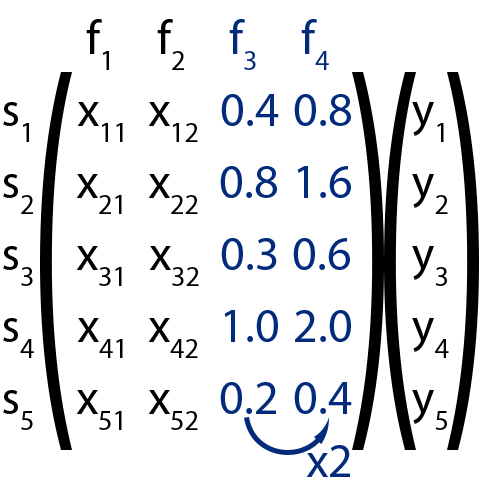 f1 f2 f3 f4
s1 x11 x12 0.4 0.8 y1
s2 x21 x22 0.8 1.6 y2
s3 x31 x32 0.3 0.6 y3
s4 x41 x42 1.0 2.0 y4
s5 x51 x52 0.2 0.4 y5
x2